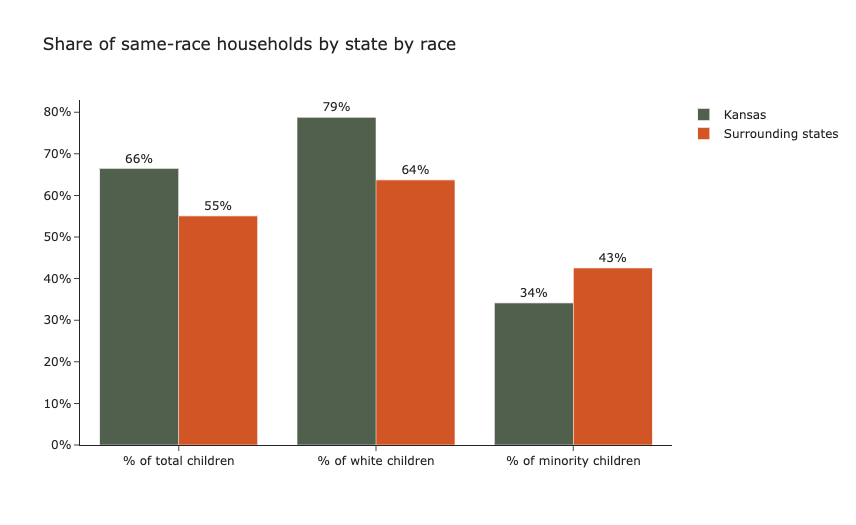 Share of same-race households by state by race
Kansas
Surrounding states
80%
70%
60%
50%
40%
30%
20%
10%
0%
66%
55%
79%
64%
34%
43%
% of total children
% of white children
% of minority children